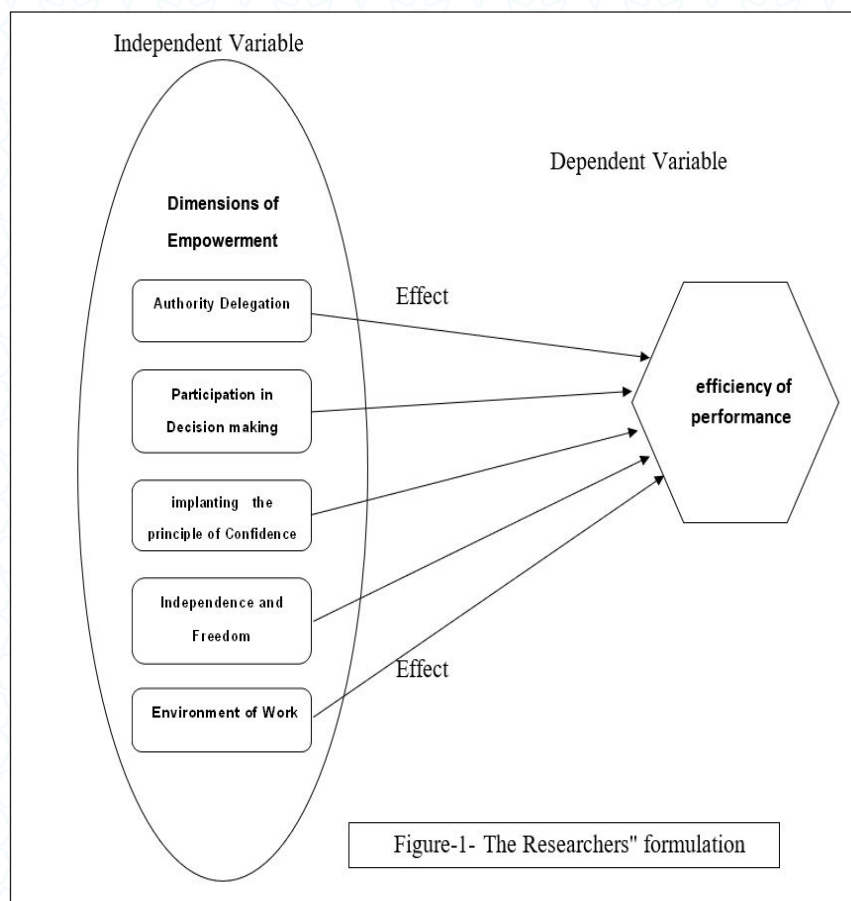 Independent Variable
Dependent Variable
Dimensions of
Empowerment
Authority Delegation
Effect
Participation in
Decision making
efficiency of
performance
implanting the
principle of Confidence
Independence and
Freedom
Effect
Environment of Work
Figure-1- The Researchers" formulation